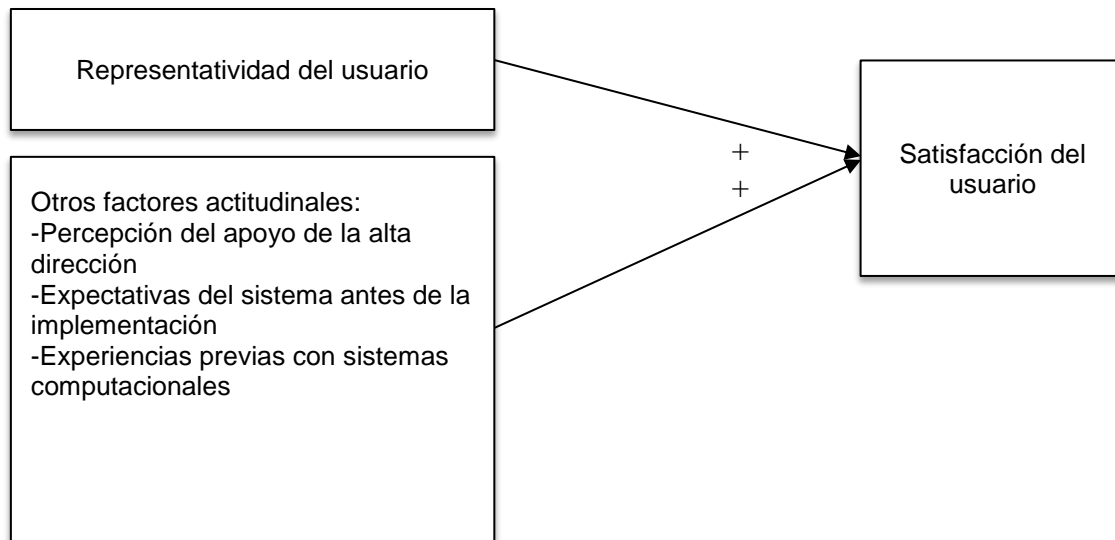 Representatividad del usuario
+
+
Satisfacción del
usuario
Otros factores actitudinales:
-Percepción del apoyo de la alta
dirección
-Expectativas del sistema antes de la
implementación
-Experiencias previas con sistemas
computacionales